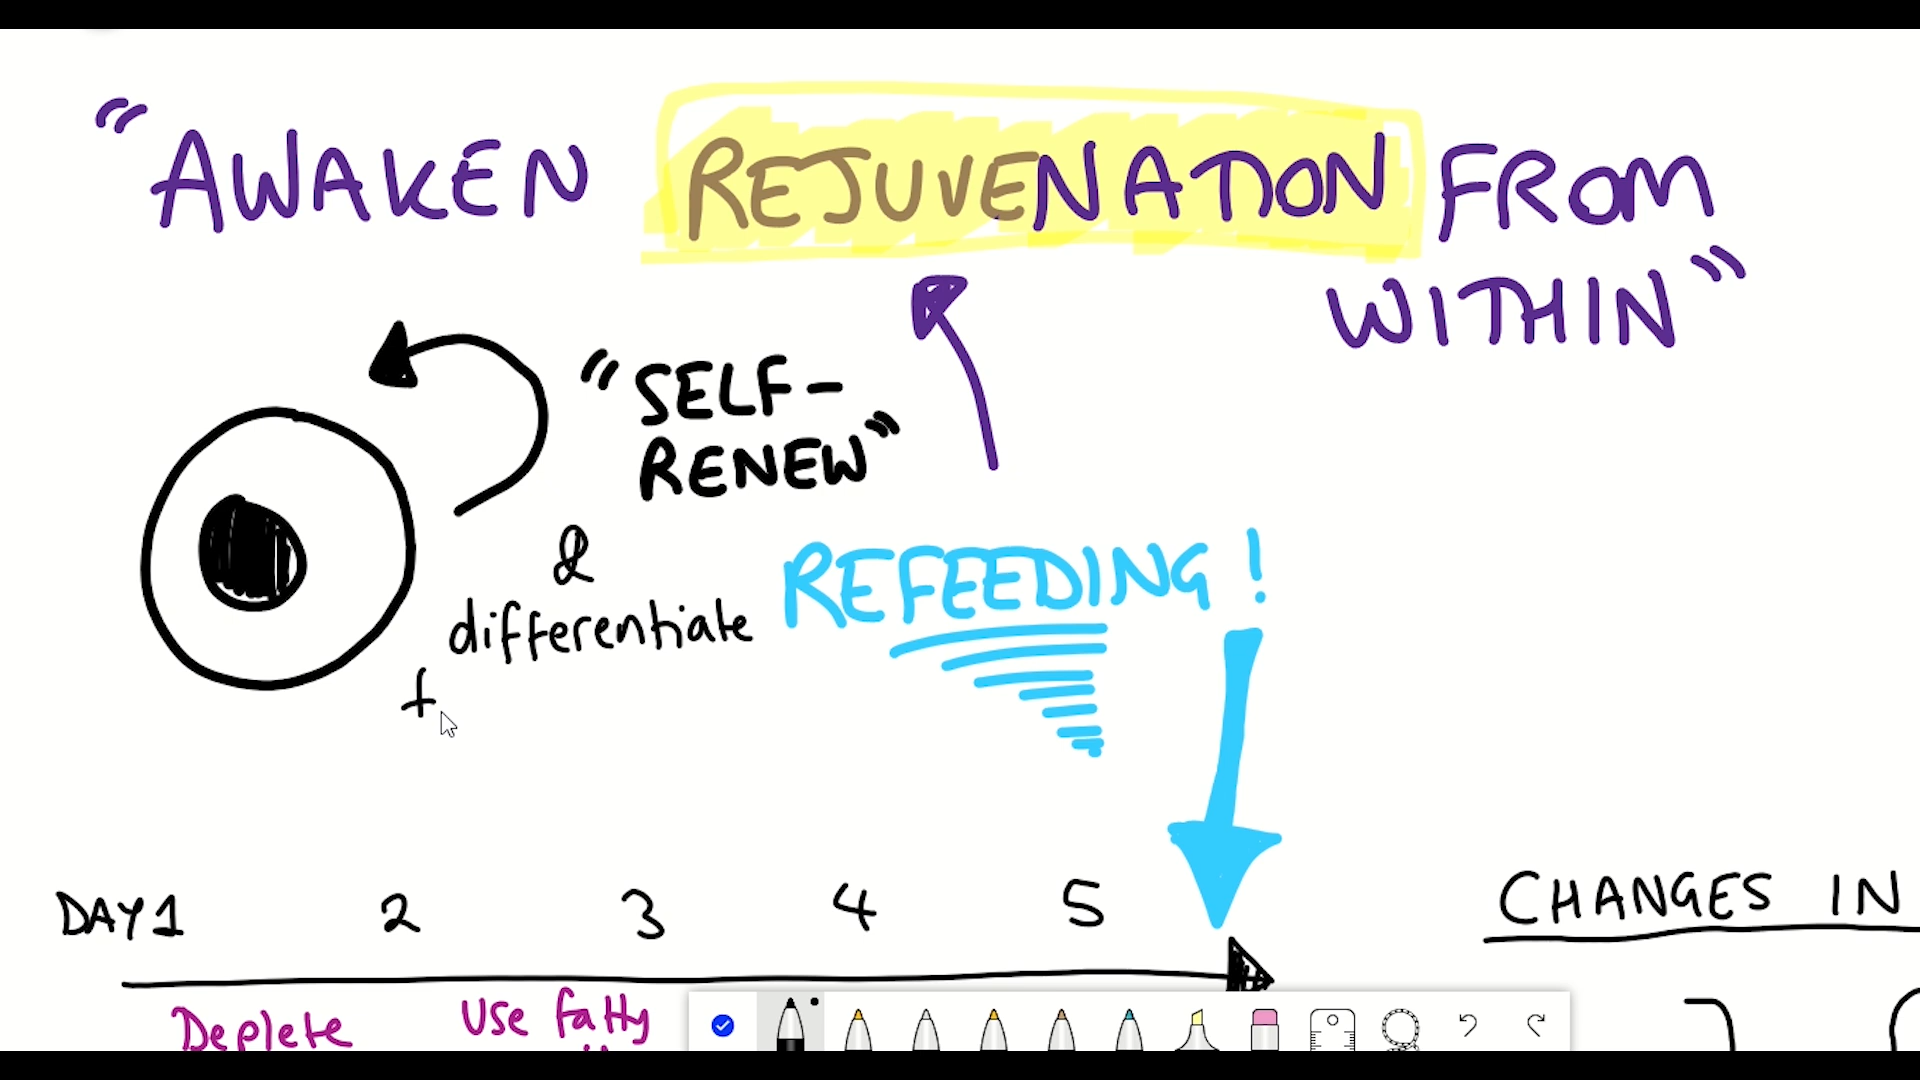 "AWAKEN REJUVENATION FROM
WITHIN"
"SELF-
RENEW"
&
differentiate
f
REFEEDING!
DAY 1 2 3 4 5
CHANGES IN
Deplete
Use fatty